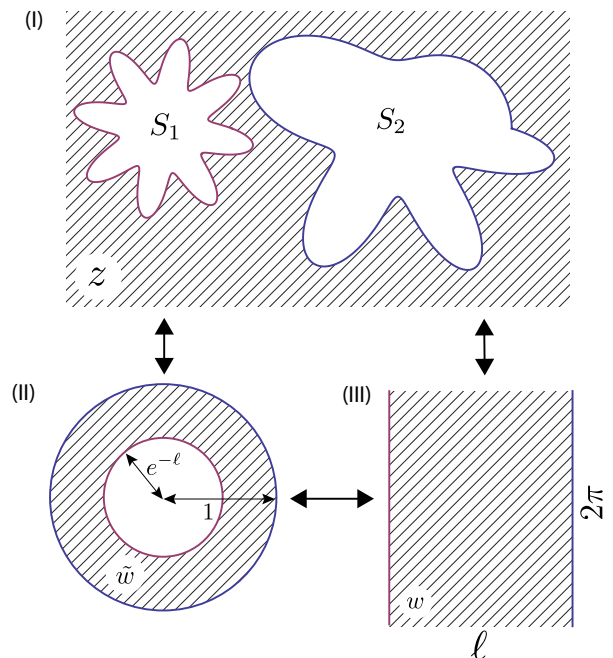 (I)
S₁
S₂
z
(II)
(III)
e^{-ℓ}
1
2π
w̃
w
ℓ